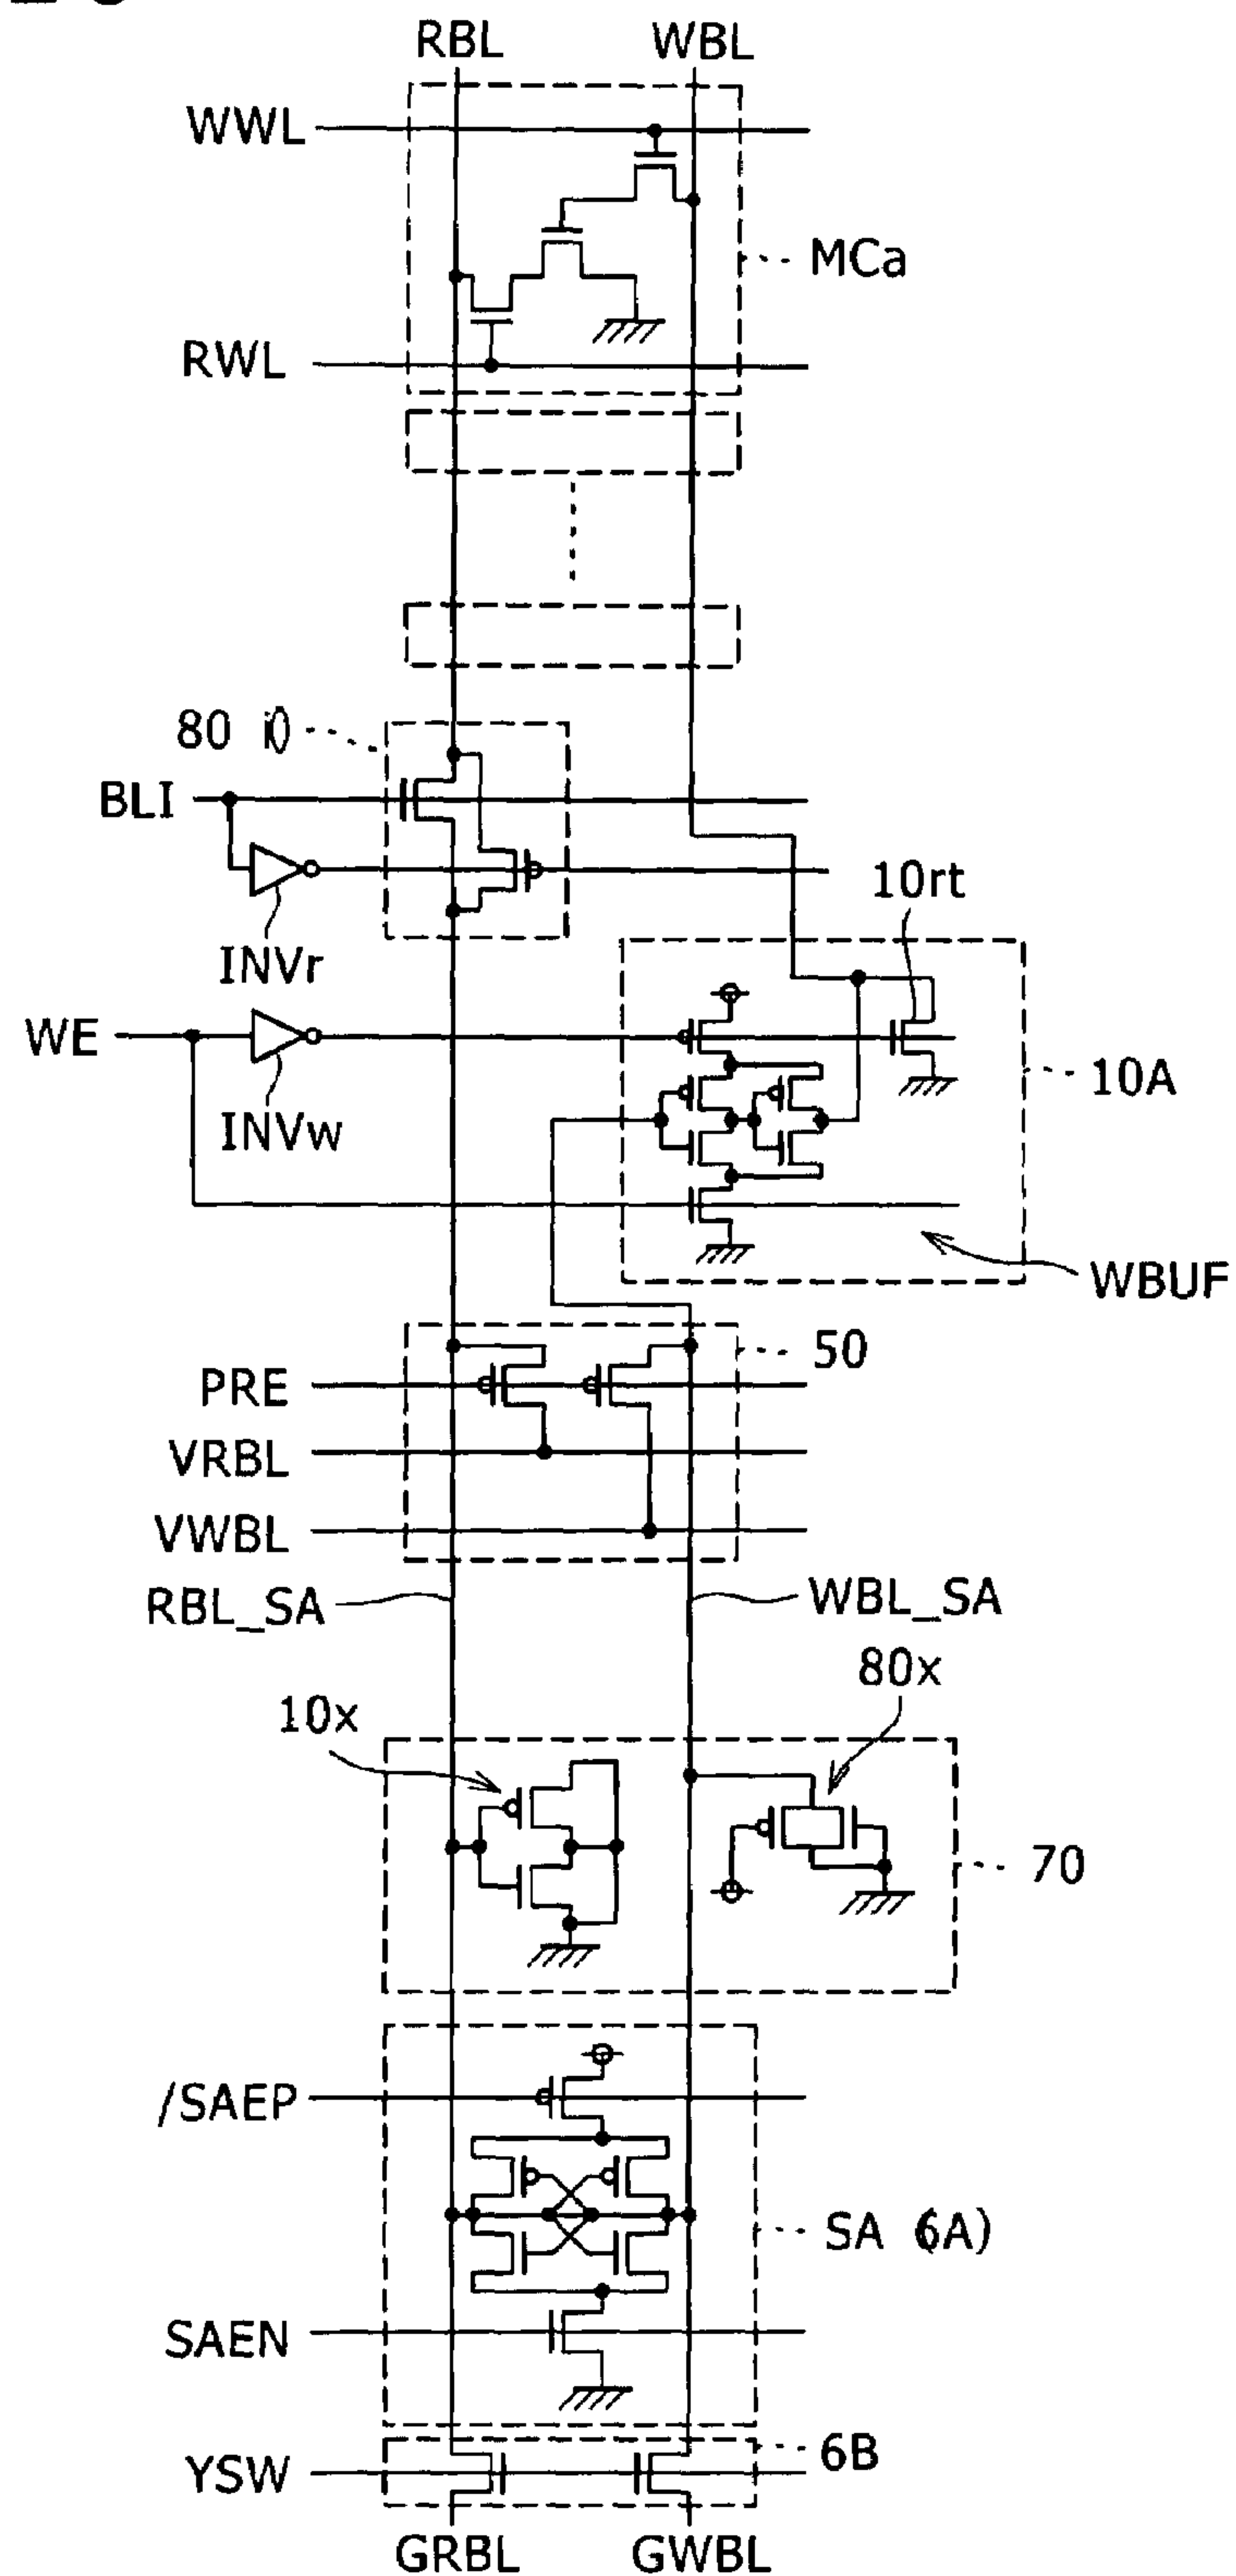 RBL WBL
WWL
MCa
RWL
80 i)
BLI
10rt
INVr
WE
10A
INVw
WBUF
50
PRE
VRBL
VWBL
RBL_SA WBL_SA
80x
10x
70
/SAEP
SA (6A)
SAEN
6B
YSW
GRBL GWBL